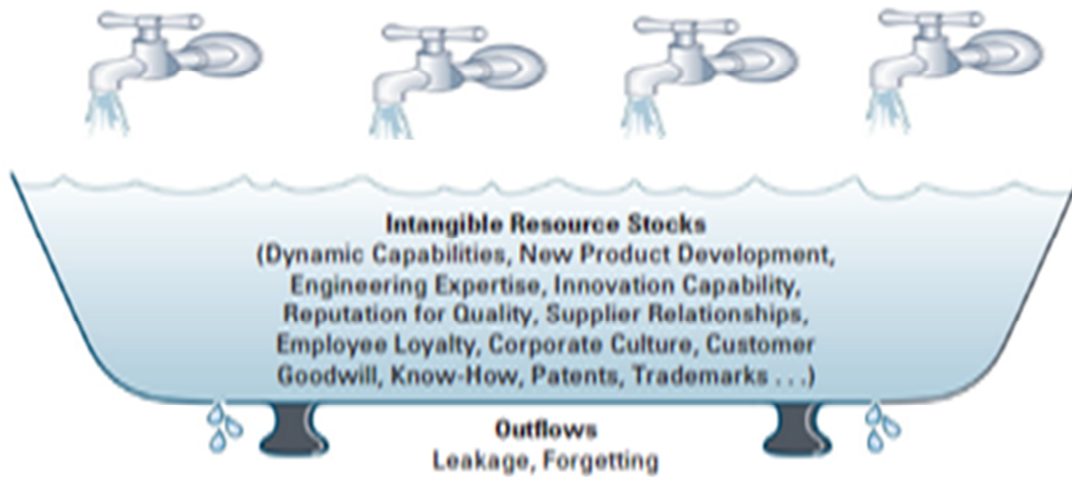 Intangible Resource Stocks
(Dynamic Capabilities, New Product Development,
Engineering Expertise, Innovation Capability,
Reputation for Quality, Supplier Relationships,
Employee Loyalty, Corporate Culture, Customer
Goodwill, Know-How, Patents, Trademarks . . .)
Outflows
Leakage, Forgetting